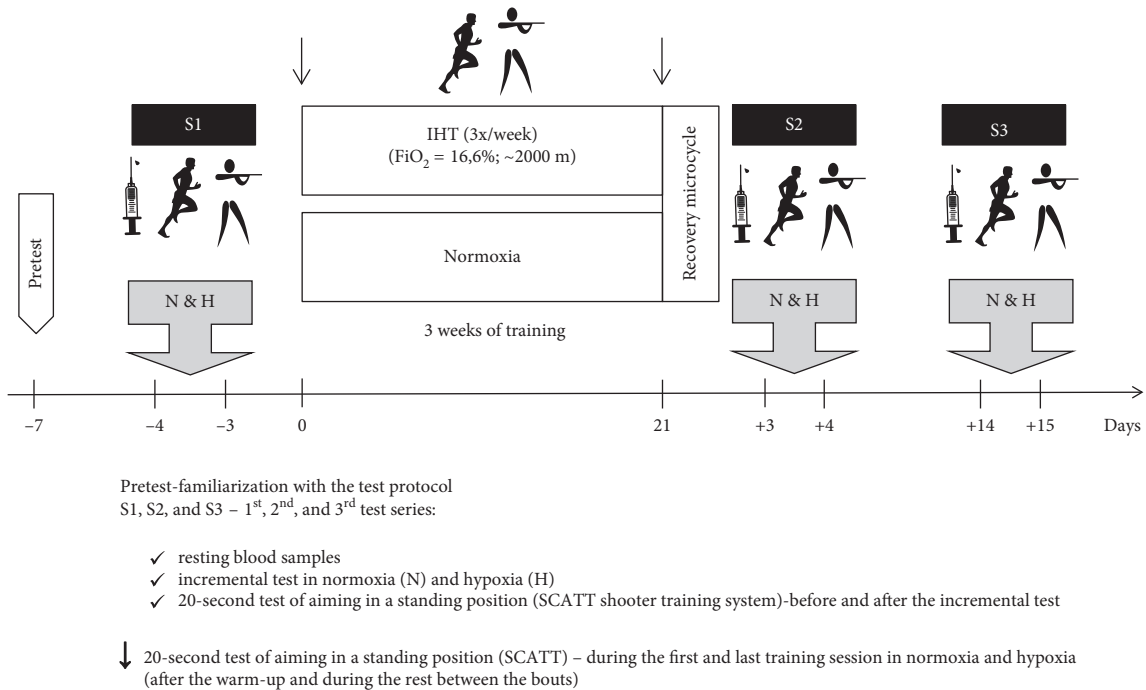 S1
IHT (3x/week)
(FiO2 = 16,6%; ~2000 m)
Normoxia
Recovery microcycle
S2
S3
Pretest
N & H
N & H
N & H
3 weeks of training
–7
–4
–3
0
21
+3
+4
+14
+15
Days
Pretest-familiarization with the test protocol
S1, S2, and S3 – 1st, 2nd, and 3rd test series:
✓ resting blood samples
✓ incremental test in normoxia (N) and hypoxia (H)
✓ 20-second test of aiming in a standing position (SCATT shooter training system)-before and after the incremental test
↓ 20-second test of aiming in a standing position (SCATT) – during the first and last training session in normoxia and hypoxia
(after the warm-up and during the rest between the bouts)